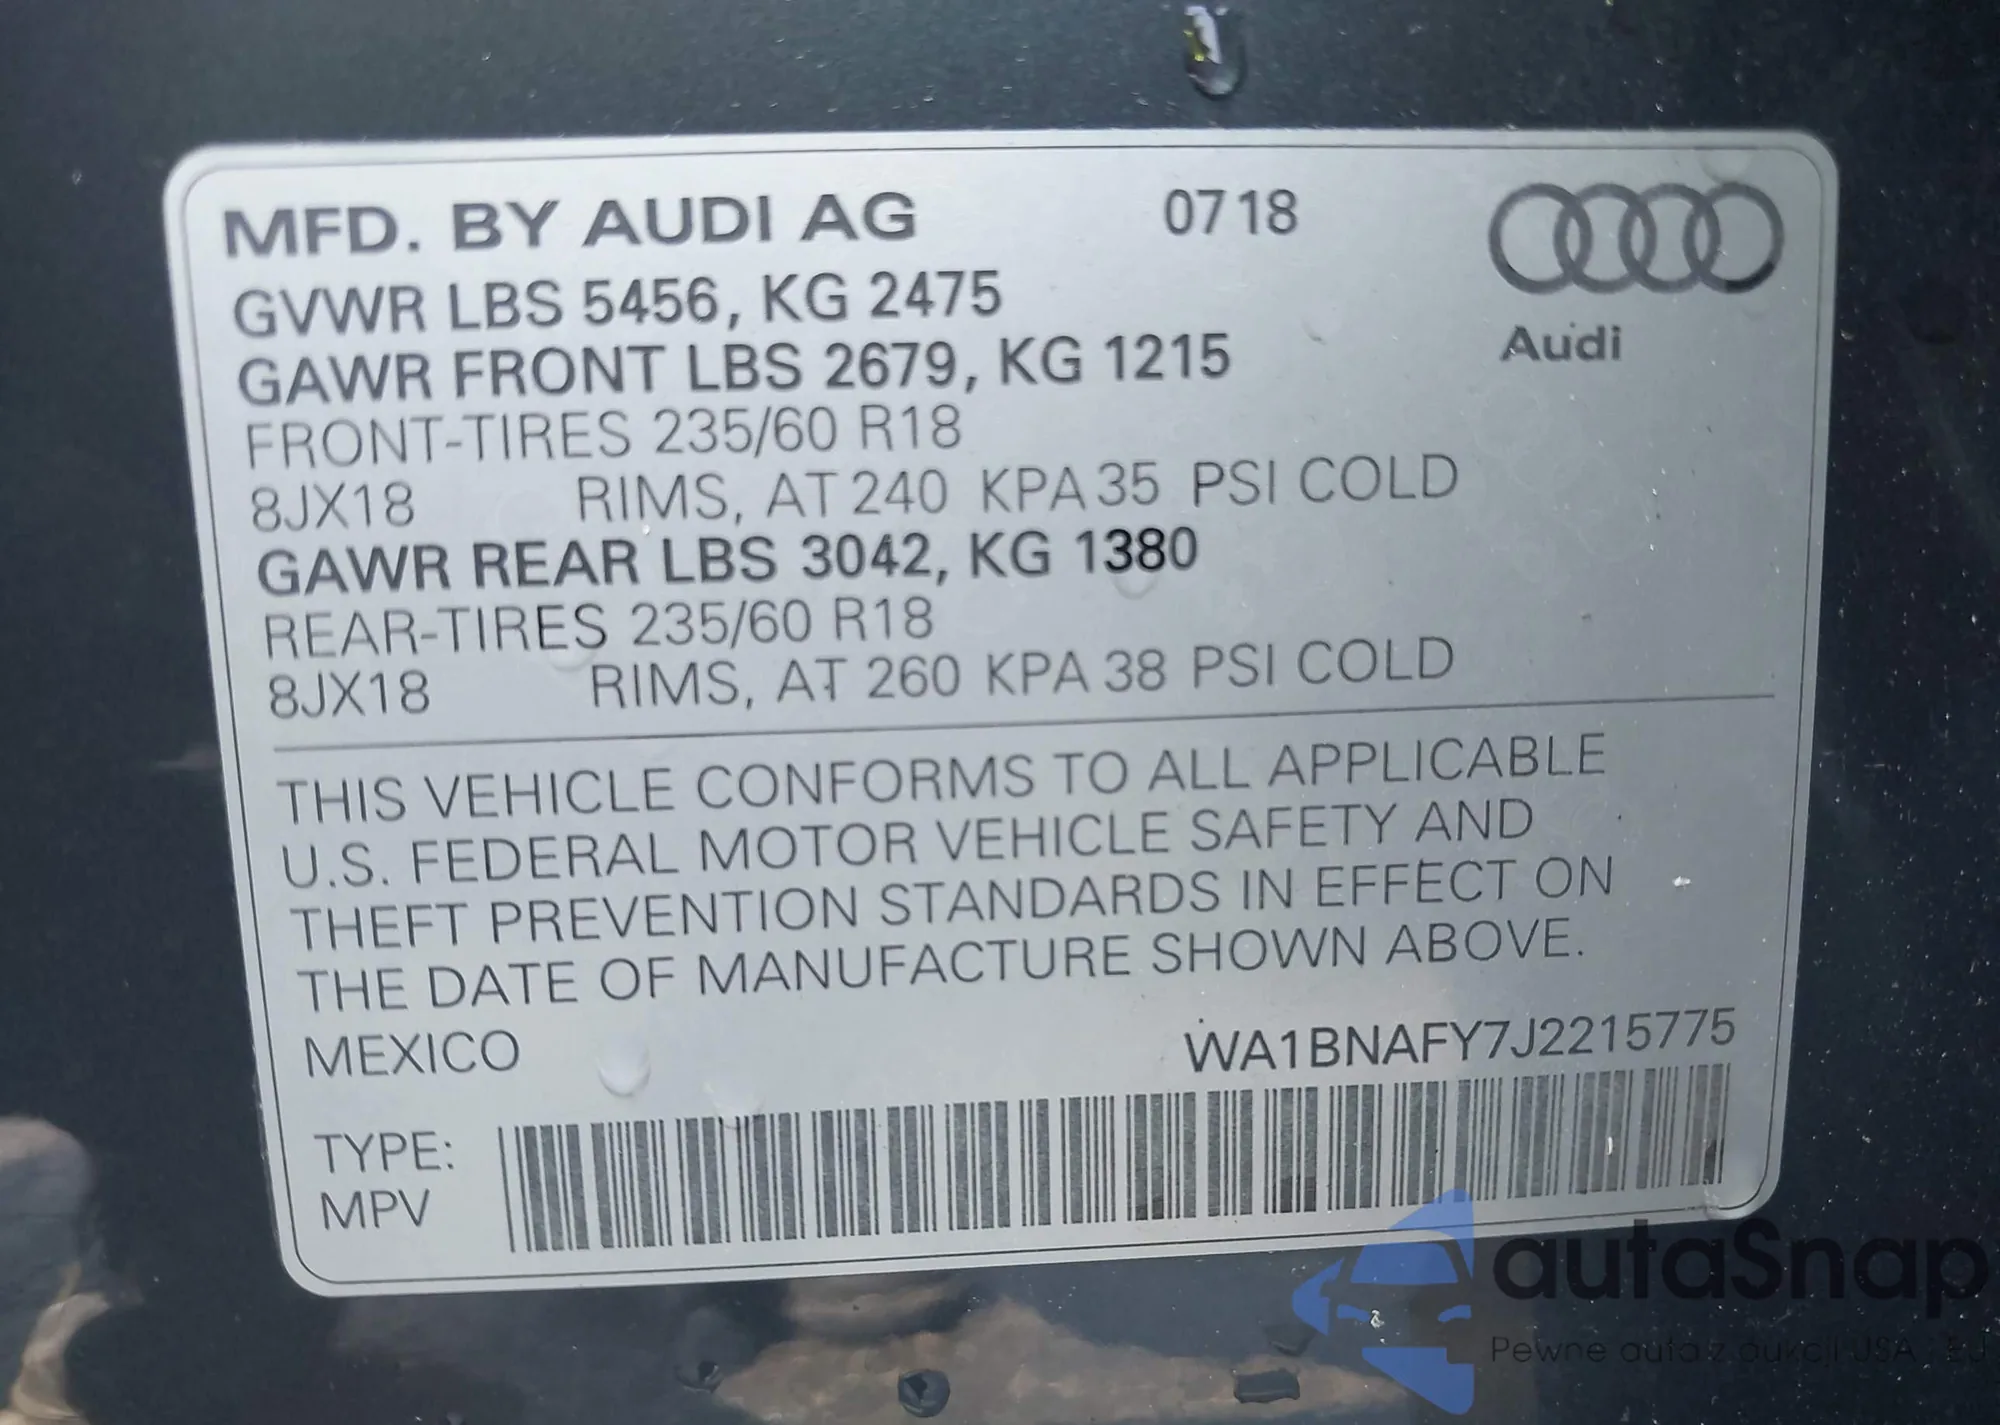 MFD. BY AUDI AG 0718
GVWR LBS 5456, KG 2475
GAWR FRONT LBS 2679, KG 1215
Audi
FRONT-TIRES 235/60 R18
8JX18 RIMS, AT 240 KPA 35 PSI COLD
GAWR REAR LBS 3042, KG 1380
REAR-TIRES 235/60 R18
8JX18 RIMS, AT 260 KPA 38 PSI COLD
THIS VEHICLE CONFORMS TO ALL APPLICABLE
U.S. FEDERAL MOTOR VEHICLE SAFETY AND
THEFT PREVENTION STANDARDS IN EFFECT ON
THE DATE OF MANUFACTURE SHOWN ABOVE.
MEXICO WA1BNAFY7J2215775
TYPE:
MPV
autaSnap
Pewne auta z aukcji USA